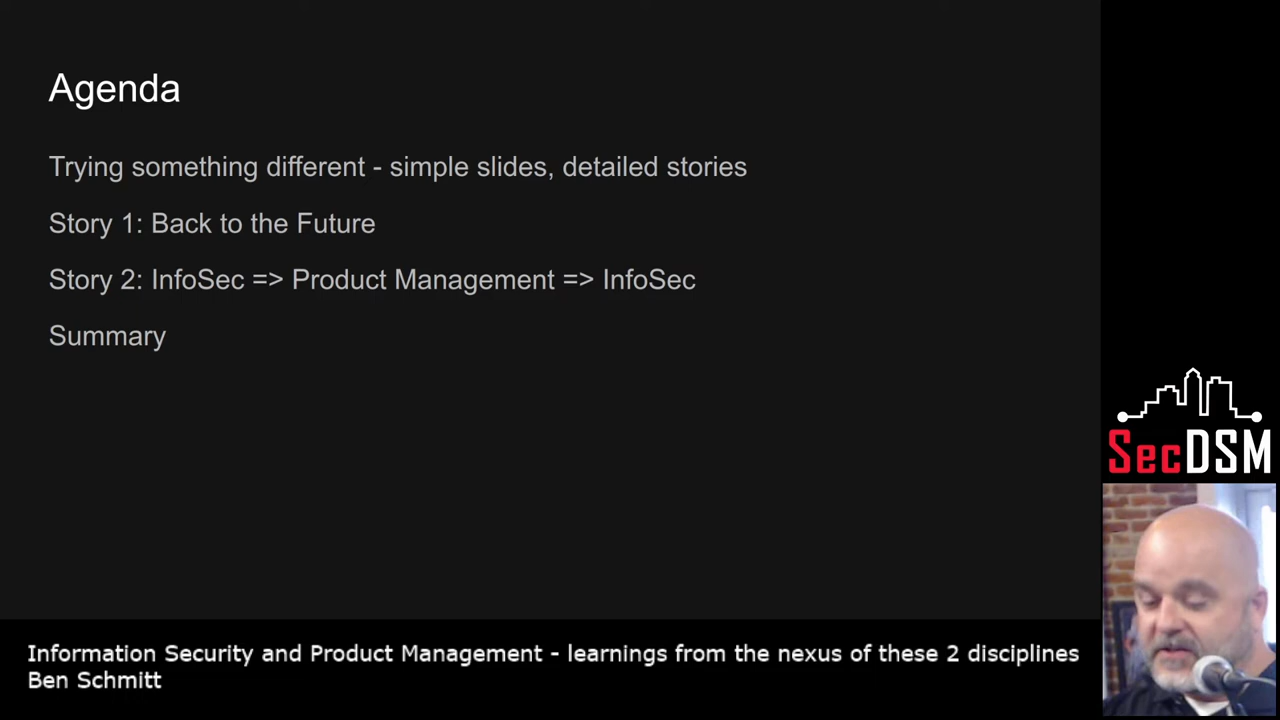 Agenda
Trying something different - simple slides, detailed stories
Story 1: Back to the Future
Story 2: InfoSec => Product Management => InfoSec
Summary
SecDSM
Information Security and Product Management - learnings from the nexus of these 2 disciplines
Ben Schmitt